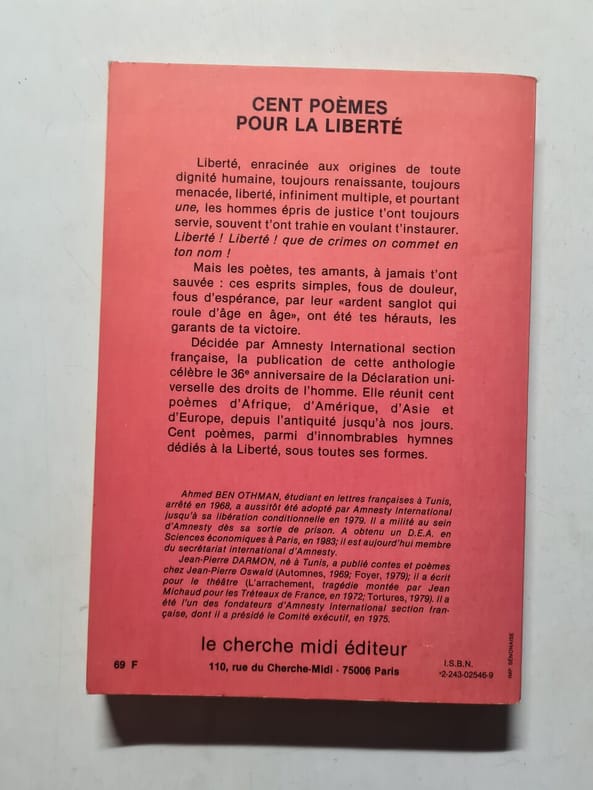 CENT POÈMES
POUR LA LIBERTÉ
Liberté, enracinée aux origines de toute
dignité humaine, toujours renaissante, toujours
menacée, liberté, infiniment multiple, et pourtant
une, les hommes épris de justice t'ont toujours
servie, souvent t'ont trahie en voulant t'instaurer.
Liberté ! Liberté ! que de crimes on commet en
ton nom !
Mais les poètes, tes amants, à jamais t'ont
sauvée : ces esprits simples, fous de douleur,
fous d'espérance, par leur «ardent sanglot qui
roule d'âge en âge», ont été tes hérauts, les
garants de ta victoire.
Décidée par Amnesty International section
française, la publication de cette anthologie
célèbre le 36e anniversaire de la Déclaration uni-
verselle des droits de l'homme. Elle réunit cent
poèmes d'Afrique, d'Amérique, d'Asie et
d'Europe, depuis l'antiquité jusqu'à nos jours.
Cent poèmes, parmi d'innombrables hymnes
dédiés à la Liberté, sous toutes ses formes.
Ahmed BEN OTHMAN, étudiant en lettres françaises à Tunis,
arrêté en 1968, a aussitôt été adopté par Amnesty International
jusqu'à sa libération conditionnelle en 1979. Il a milité au sein
d'Amnesty dès sa sortie de prison. A obtenu un D.E.A. en
Sciences économiques à Paris, en 1983; il est aujourd'hui membre
du secrétariat international d'Amnesty.
Jean-Pierre DARMON, né à Tunis, a publié contes et poèmes
chez Jean-Pierre Oswald (Automnes, 1969; Foyer, 1979); il a écrit
pour le théâtre (L'arrachement, tragédie montée par Jean
Michaud pour les Tréteaux de France, en 1972; Tortures, 1979). Il a
été l'un des fondateurs d'Amnesty International section fran-
çaise, dont il a présidé le Comité exécutif, en 1975.
le cherche midi éditeur
69 F
110, rue du Cherche-Midi - 75006 Paris
I.S.B.N.
2-243-02546-9
IMP. SÉNONAISE